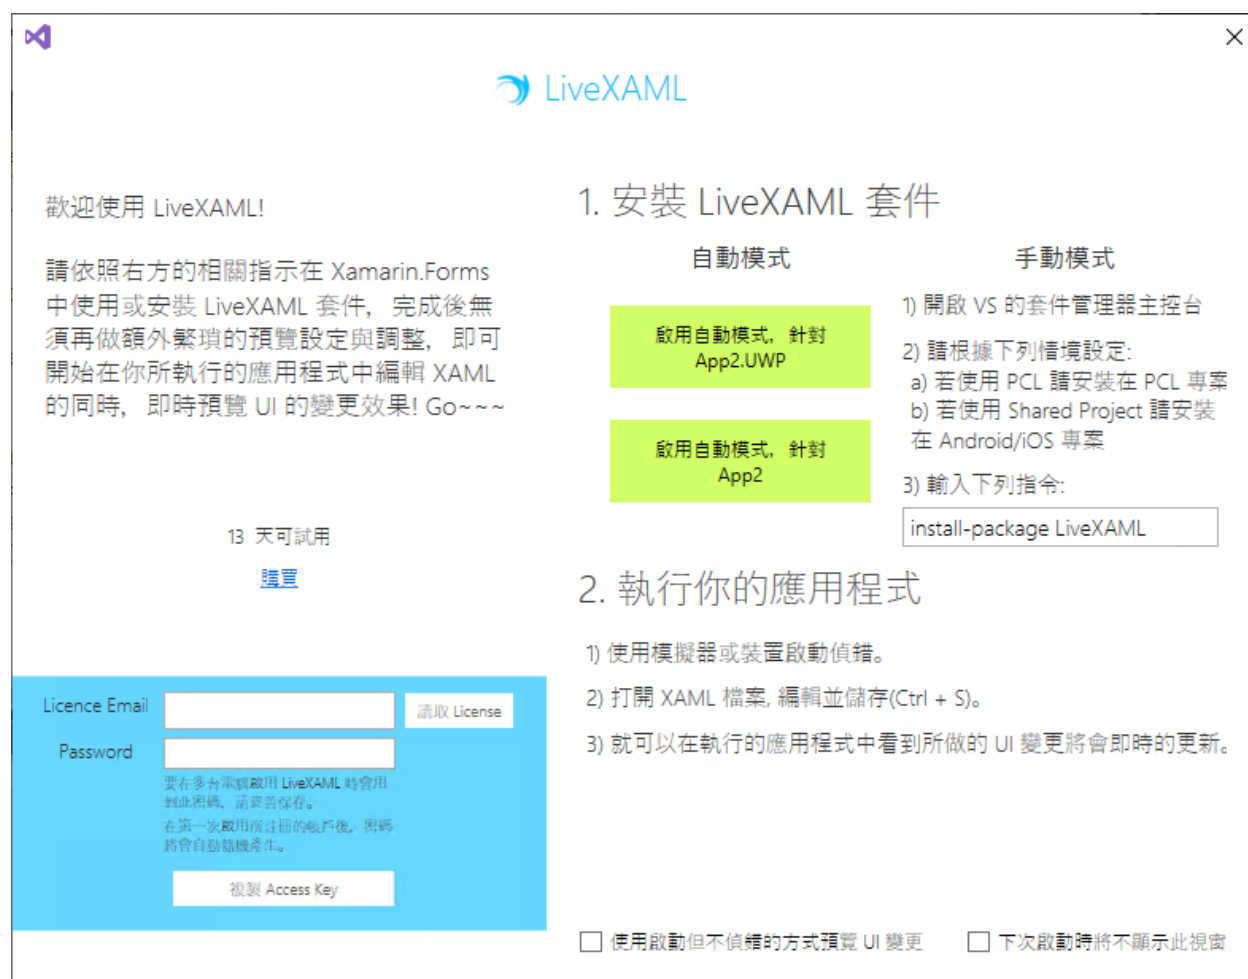 LiveXAML
歡迎使用 LiveXAML!
請依照右方的相關指示在 Xamarin.Forms
中使用或安裝 LiveXAML 套件，完成後無
須再做額外繁瑣的預覽設定與調整，即可
開始在你所執行的應用程式中編輯 XAML
的同時，即時預覽 UI 的變更效果! Go~~~
13 天可試用
購買
Licence Email
讀取 License
Password
要在多台電腦啟用 LiveXAML 時會用
到此密碼，請妥善保存。
在第一次啟用所註冊的帳戶後，密碼
將會自動隨機產生。
複製 Access Key
1. 安裝 LiveXAML 套件
自動模式
啟用自動模式，針對
App2.UWP
啟用自動模式，針對
App2
手動模式
1) 開啟 VS 的套件管理器主控台
2) 請根據下列情境設定:
a) 若使用 PCL 請安裝在 PCL 專案
b) 若使用 Shared Project 請安裝
在 Android/iOS 專案
3) 輸入下列指令:
install-package LiveXAML
2. 執行你的應用程式
1) 使用模擬器或裝置啟動偵錯。
2) 打開 XAML 檔案, 編輯並儲存(Ctrl + S)。
3) 就可以在執行的應用程式中看到所做的 UI 變更將會即時的更新。
使用啟動但不偵錯的方式預覽 UI 變更
下次啟動時將不顯示此視窗